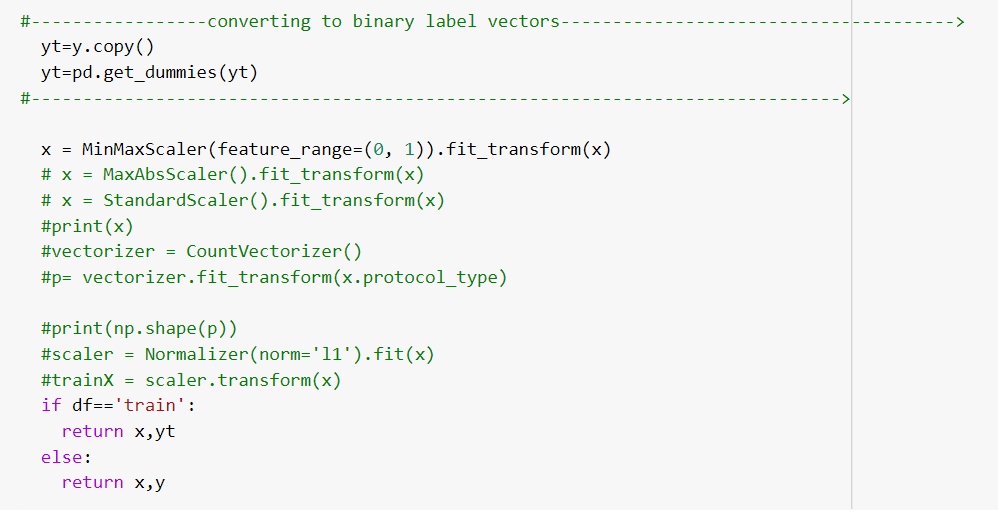 #-----------------converting to binary label vectors-------------------------------------->
yt=y.copy()
yt=pd.get_dummies(yt)
#------------------------------------------------------------------------------>
x = MinMaxScaler(feature_range=(0, 1)).fit_transform(x)
# x = MaxAbsScaler().fit_transform(x)
# x = StandardScaler().fit_transform(x)
#print(x)
#vectorizer = CountVectorizer()
#p= vectorizer.fit_transform(x.protocol_type)
#print(np.shape(p))
#scaler = Normalizer(norm='l1').fit(x)
#trainX = scaler.transform(x)
if df=='train':
return x,yt
else:
return x,y